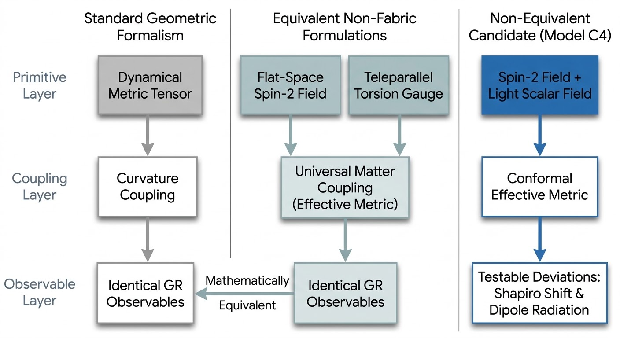 Standard Geometric
Formalism
Equivalent Non-Fabric
Formulations
Non-Equivalent
Candidate (Model C4)
Primitive
Layer
Dynamical
Metric Tensor
Flat-Space
Spin-2 Field
Teleparallel
Torsion Gauge
Spin-2 Field +
Light Scalar Field
Coupling
Layer
Curvature
Coupling
Universal Matter
Coupling
(Effective Metric)
Conformal
Effective Metric
Observable
Layer
Identical GR
Observables
Mathematically
Equivalent
Identical GR
Observables
Testable Deviations:
Shapiro Shift &
Dipole Radiation